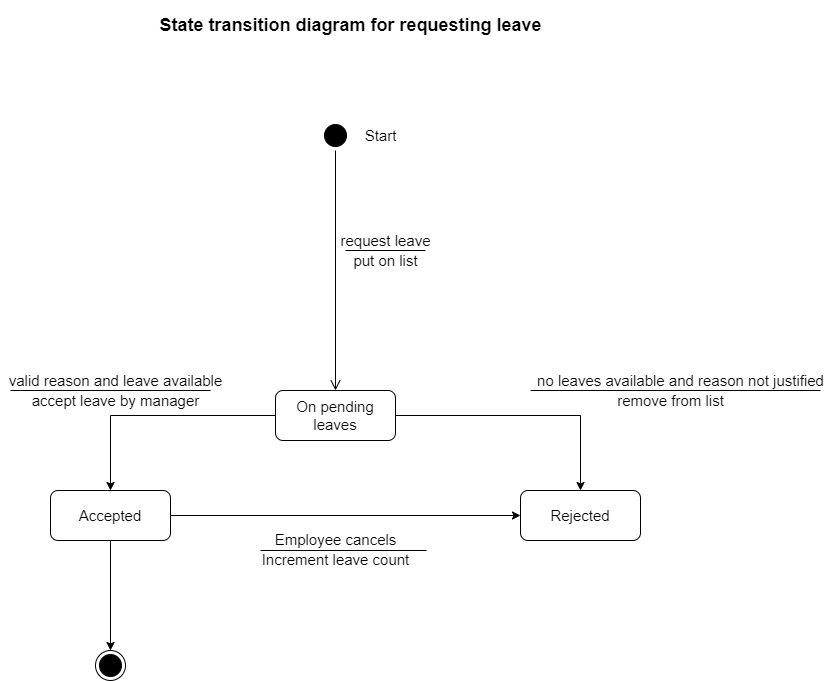 State transition diagram for requesting leave
Start
request leave
put on list
valid reason and leave available
accept leave by manager
no leaves available and reason not justified
remove from list
On pending
leaves
Accepted
Rejected
Employee cancels
Increment leave count